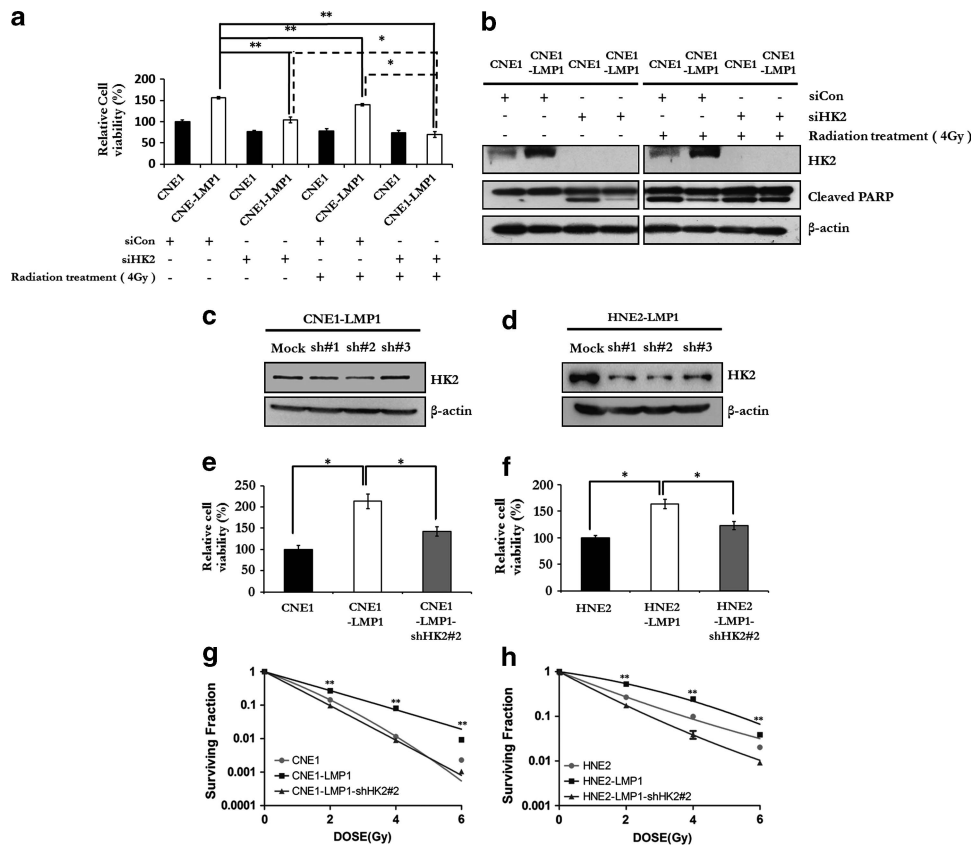 a
**
**
*
**
*
Relative Cell
viability (%)
200
150
100
50
0
CNE1
CNE-LMP1
CNE1
CNE1-LMP1
CNE1
CNE-LMP1
CNE1
CNE1-LMP1
siCon + + - - + + - -
siHK2 - - + + - - + +
Radiation treatment ( 4Gy) - - - - + + + +
b
CNE1 CNE1-LMP1 CNE1 CNE1-LMP1 CNE1 CNE1-LMP1 CNE1 CNE1-LMP1
+ + - - + + - - siCon
- - + + - - + + siHK2
- - - - + + + + Radiation treatment ( 4Gy)
HK2
Cleaved PARP
β-actin
c
CNE1-LMP1
Mock sh#1 sh#2 sh#3
HK2
β-actin
d
HNE2-LMP1
Mock sh#1 sh#2 sh#3
HK2
β-actin
e
* *
Relative cell
viability (%)
250
200
150
100
50
0
CNE1
CNE1
-LMP1
CNE1
-LMP1-
shHK2#2
f
* *
Relative cell
viability (%)
200
150
100
50
0
HNE2
HNE2
-LMP1
HNE2
-LMP1-
shHK2#2
g
Surviving Fraction
1
0.1
0.01
0.001
0.0001
** ** **
CNE1
CNE1-LMP1
CNE1-LMP1-shHK2#2
0 2 4 6
DOSE(Gy)
h
Surviving Fraction
1
0.1
0.01
.001
** ** **
HNE2
HNE2-LMP1
HNE2-LMP1-shHK2#2
0 2 4 6
DOSE(Gy)